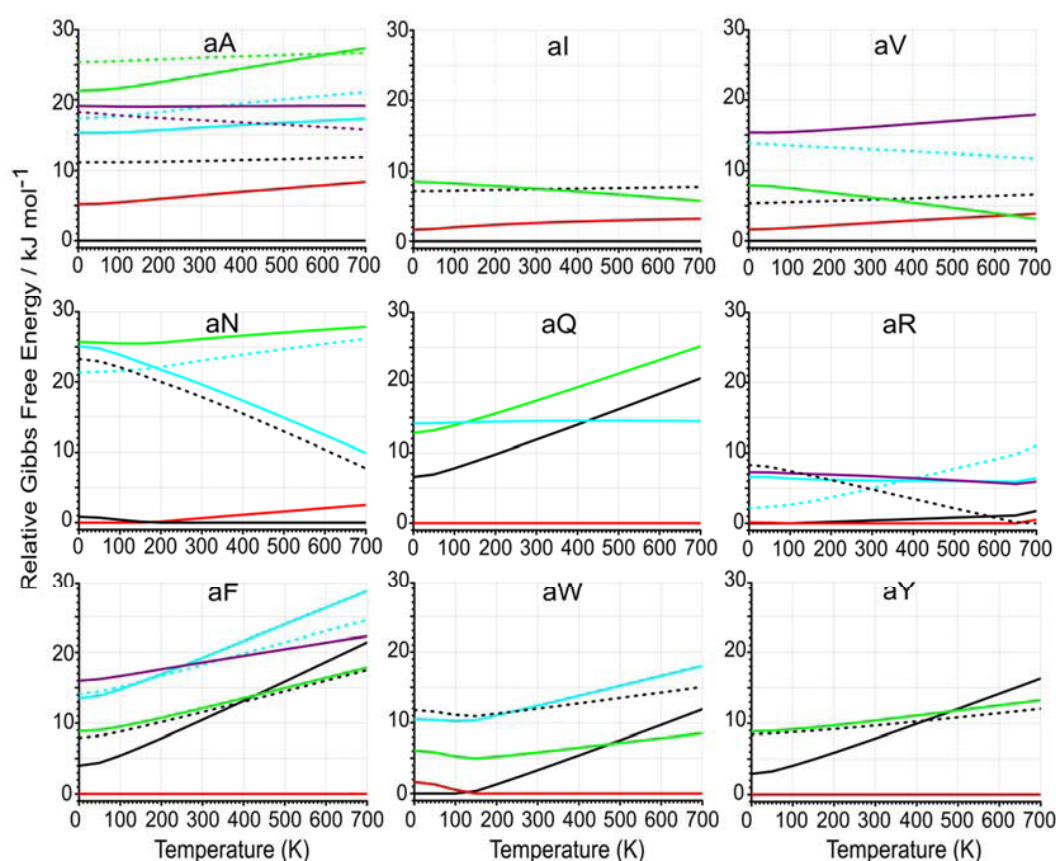 30 30 30
aA aI aV
20 20 20
10 10 10
0 0 0
0 100 200 300 400 500 600 700 0 100 200 300 400 500 600 700 0 100 200 300 400 500 600 700
Relative Gibbs Free Energy / kJ mol⁻¹
30 30 30
aN aQ aR
20 20 20
10 10 10
0 0 0
0 100 200 300 400 500 600 700 0 100 200 300 400 500 600 700 0 100 200 300 400 500 600 700
30 30 30
aF aW aY
20 20 20
10 10 10
0 0 0
0 100 200 300 400 500 600 700 0 100 200 300 400 500 600 700 0 100 200 300 400 500 600 700
Temperature (K) Temperature (K) Temperature (K)